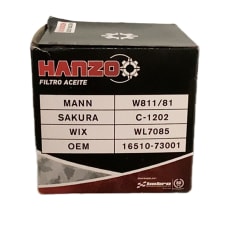 HANZO
FILTRO ACEITE
MANN W811/81
SAKURA C-1202
WIX WL7085
OEM 16510-73001